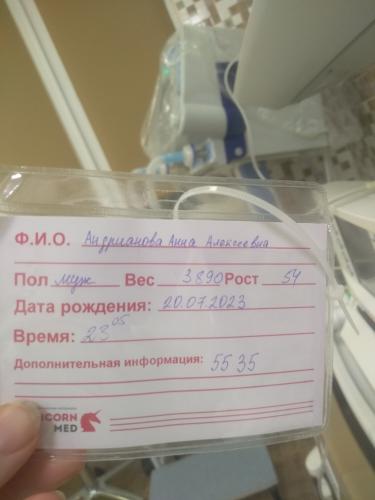 Ф.И.О. Андрианова Анна Алексеевна
Пол муж Вес 3890 Рост 54
Дата рождения: 20.07.2023
Время: 23 05
Дополнительная информация: 55 35
ICORN
MED